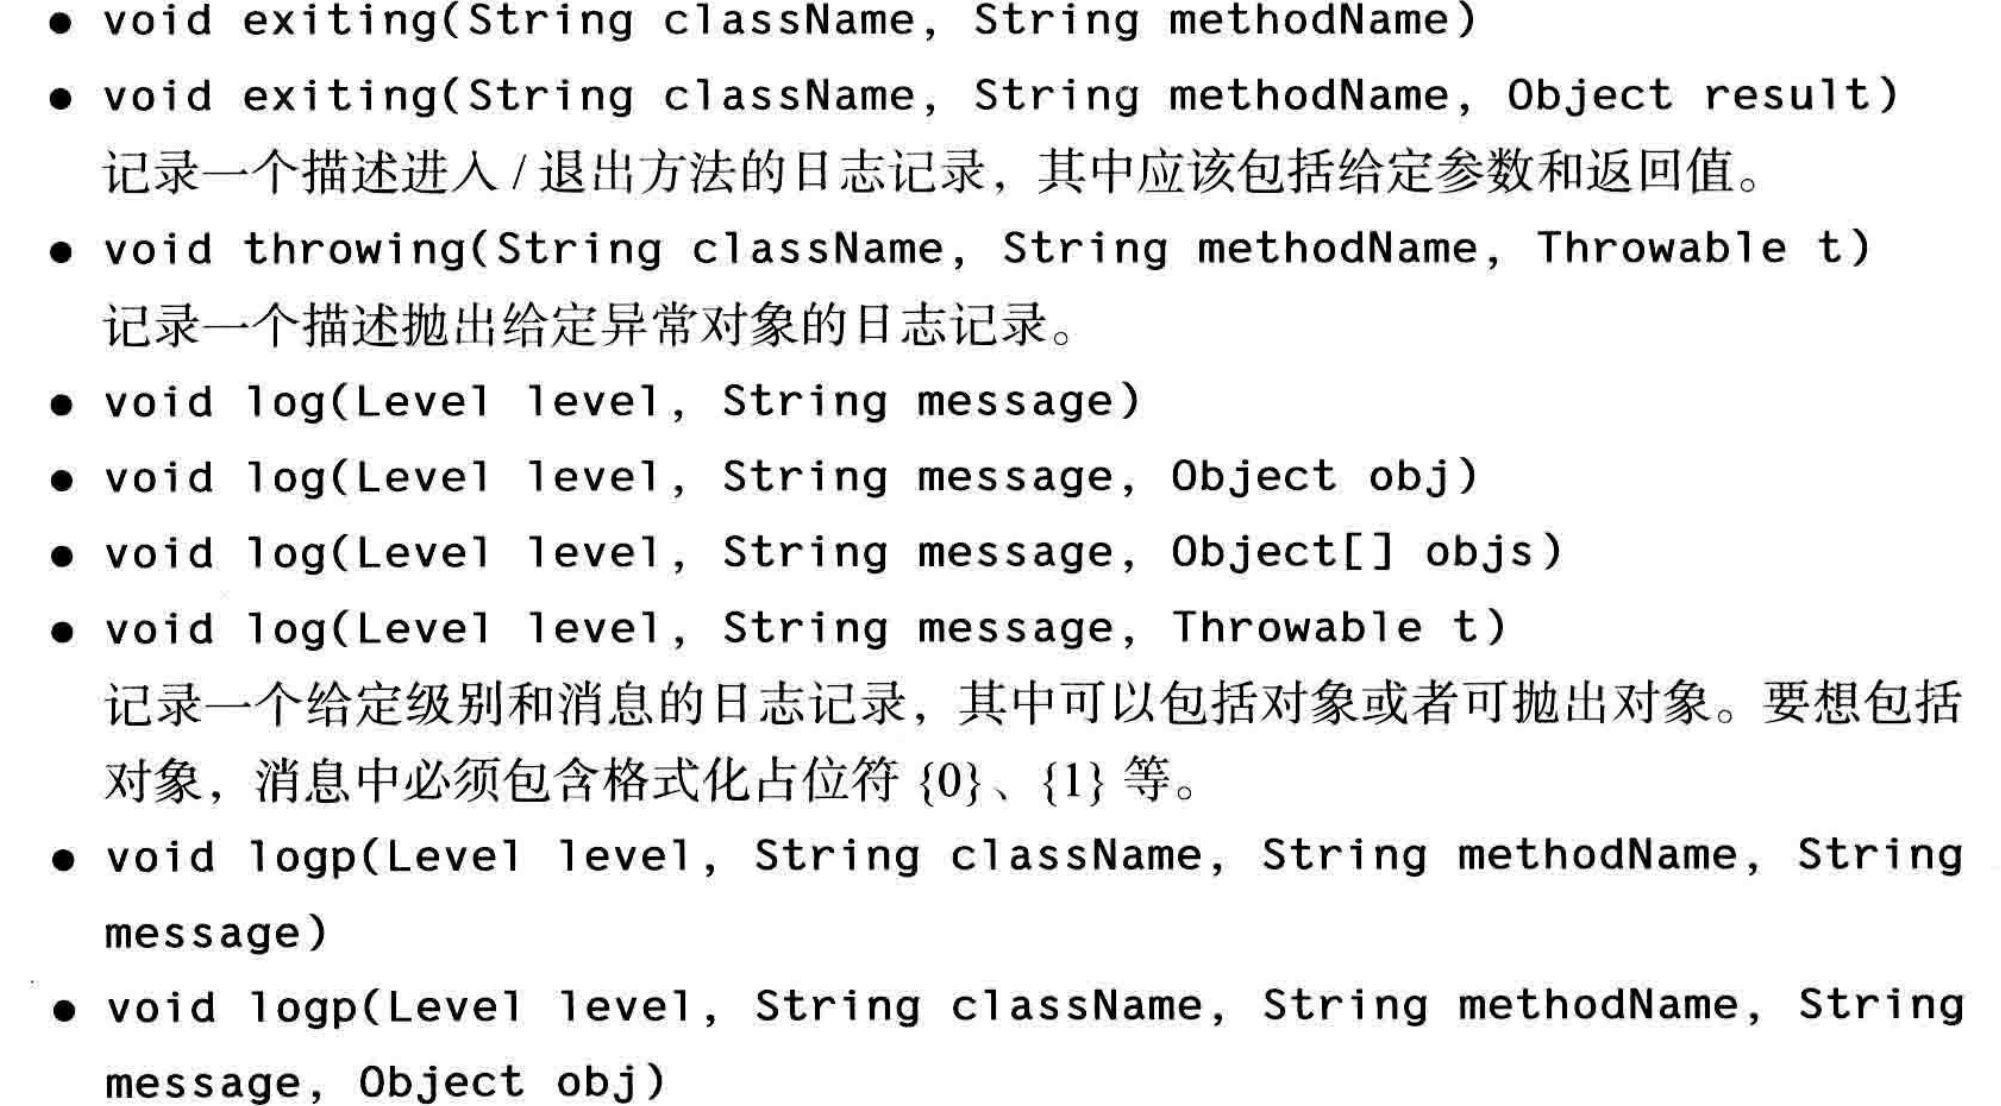 ● void exiting(String className, String methodName)
● void exiting(String className, String methodName, Object result)
记录一个描述进入/退出方法的日志记录，其中应该包括给定参数和返回值。
● void throwing(String className, String methodName, Throwable t)
记录一个描述抛出给定异常对象的日志记录。
● void log(Level level, String message)
● void log(Level level, String message, Object obj)
● void log(Level level, String message, Object[] objs)
● void log(Level level, String message, Throwable t)
记录一个给定级别和消息的日志记录，其中可以包括对象或者可抛出对象。要想包括
对象，消息中必须包含格式化占位符 {0}、{1} 等。
● void logp(Level level, String className, String methodName, String
message)
● void logp(Level level, String className, String methodName, String
message, Object obj)